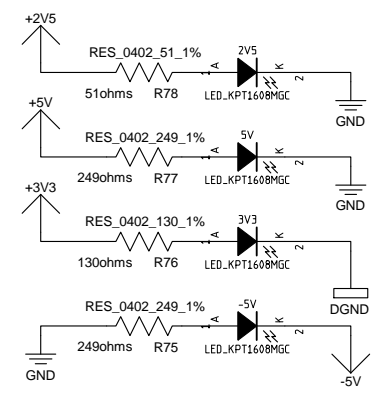 +2V5
RES_0402_51_1%
2V5
A
K
1
2
51ohms
R78
LED_KPT1608MGC
GND
+5V
RES_0402_249_1%
5V
A
K
1
2
249ohms
R77
LED_KPT1608MGC
GND
+3V3
RES_0402_130_1%
3V3
A
K
1
2
130ohms
R76
LED_KPT1608MGC
DGND
RES_0402_249_1%
-5V
A
K
1
2
249ohms
R75
LED_KPT1608MGC
GND
-5V